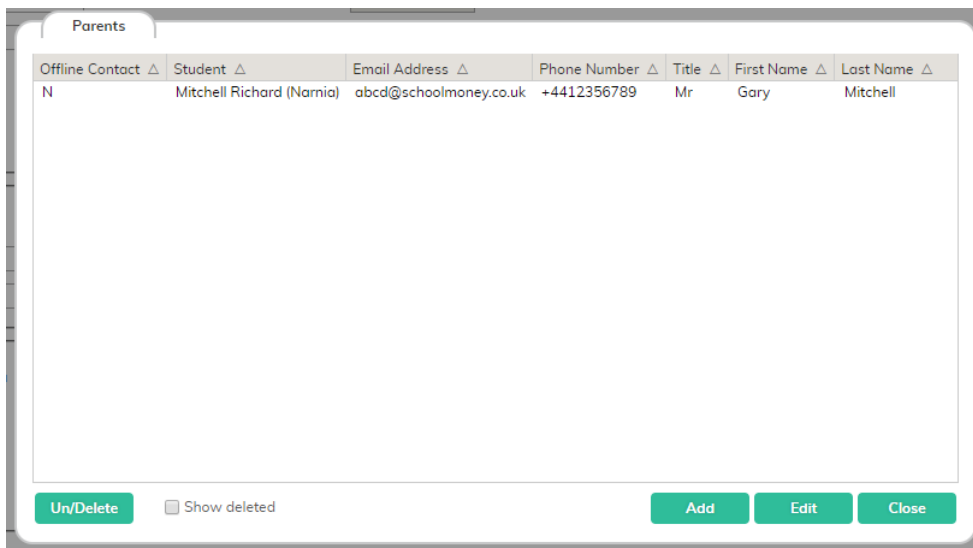 Parents
Offline Contact △ Student △ Email Address △ Phone Number △ Title △ First Name △ Last Name △
N Mitchell Richard (Narnia) abcd@schoolmoney.co.uk +4412356789 Mr Gary Mitchell
Un/Delete Show deleted Add Edit Close